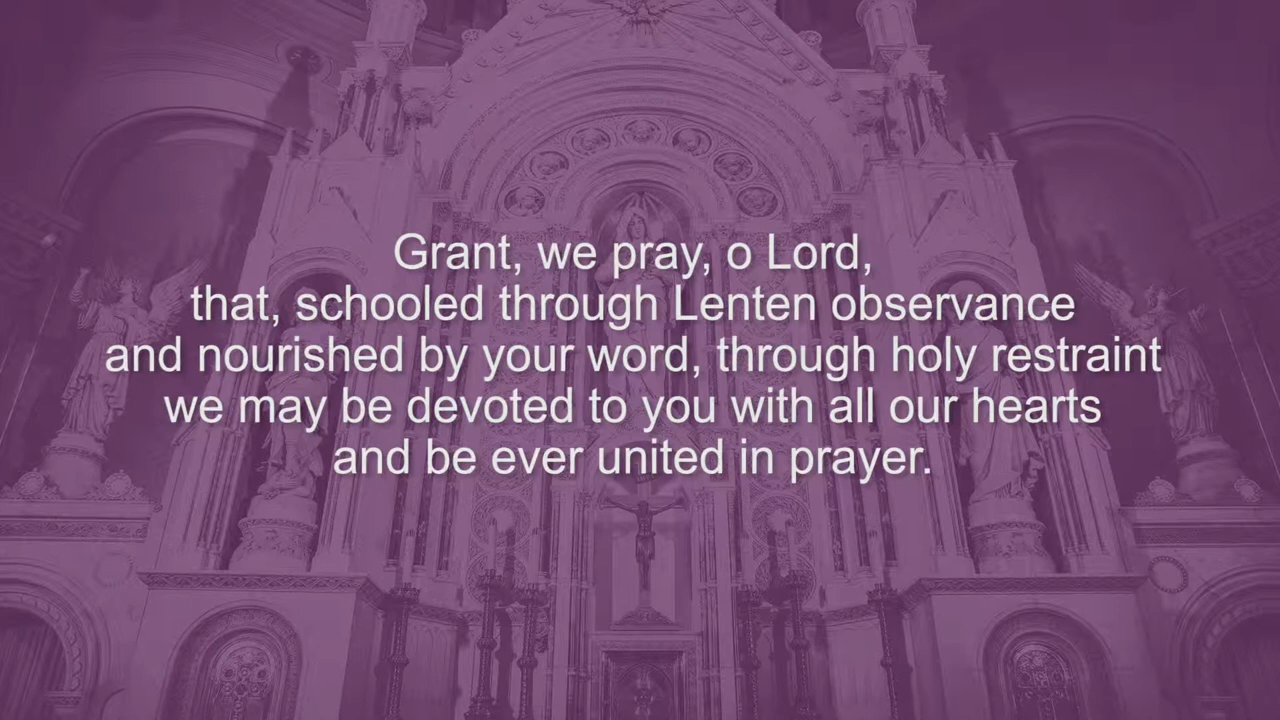 Grant, we pray, o Lord,
that, schooled through Lenten observance
and nourished by your word, through holy restraint
we may be devoted to you with all our hearts
and be ever united in prayer.